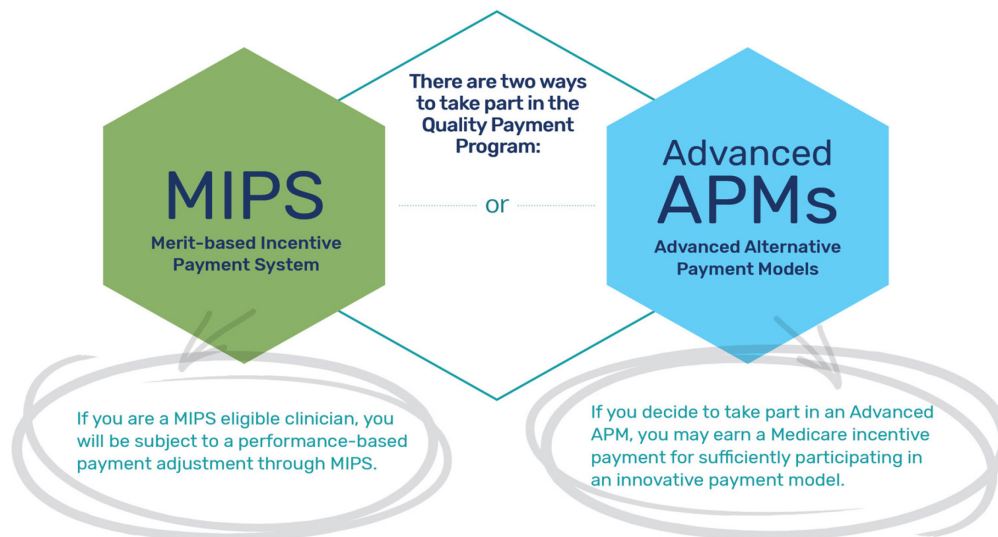 There are two ways
to take part in the
Quality Payment
Program:
MIPS
Merit-based Incentive
Payment System
or
Advanced
APMs
Advanced Alternative
Payment Models
If you are a MIPS eligible clinician, you
will be subject to a performance-based
payment adjustment through MIPS.
If you decide to take part in an Advanced
APM, you may earn a Medicare incentive
payment for sufficiently participating in
an innovative payment model.